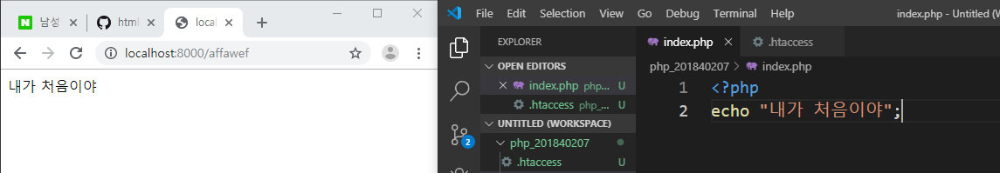 남성 html local
localhost:8000/affawef
내가 처음이야
File Edit Selection View Go Debug Terminal Help index.php - Untitled (W
EXPLORER
OPEN EDITORS
index.php php... U
.htaccess php_... U
UNTITLED (WORKSPACE)
php_201840207
.htaccess U
2
index.php .htaccess
php_201840207 > index.php
1 <?php
2 echo "내가 처음이야";